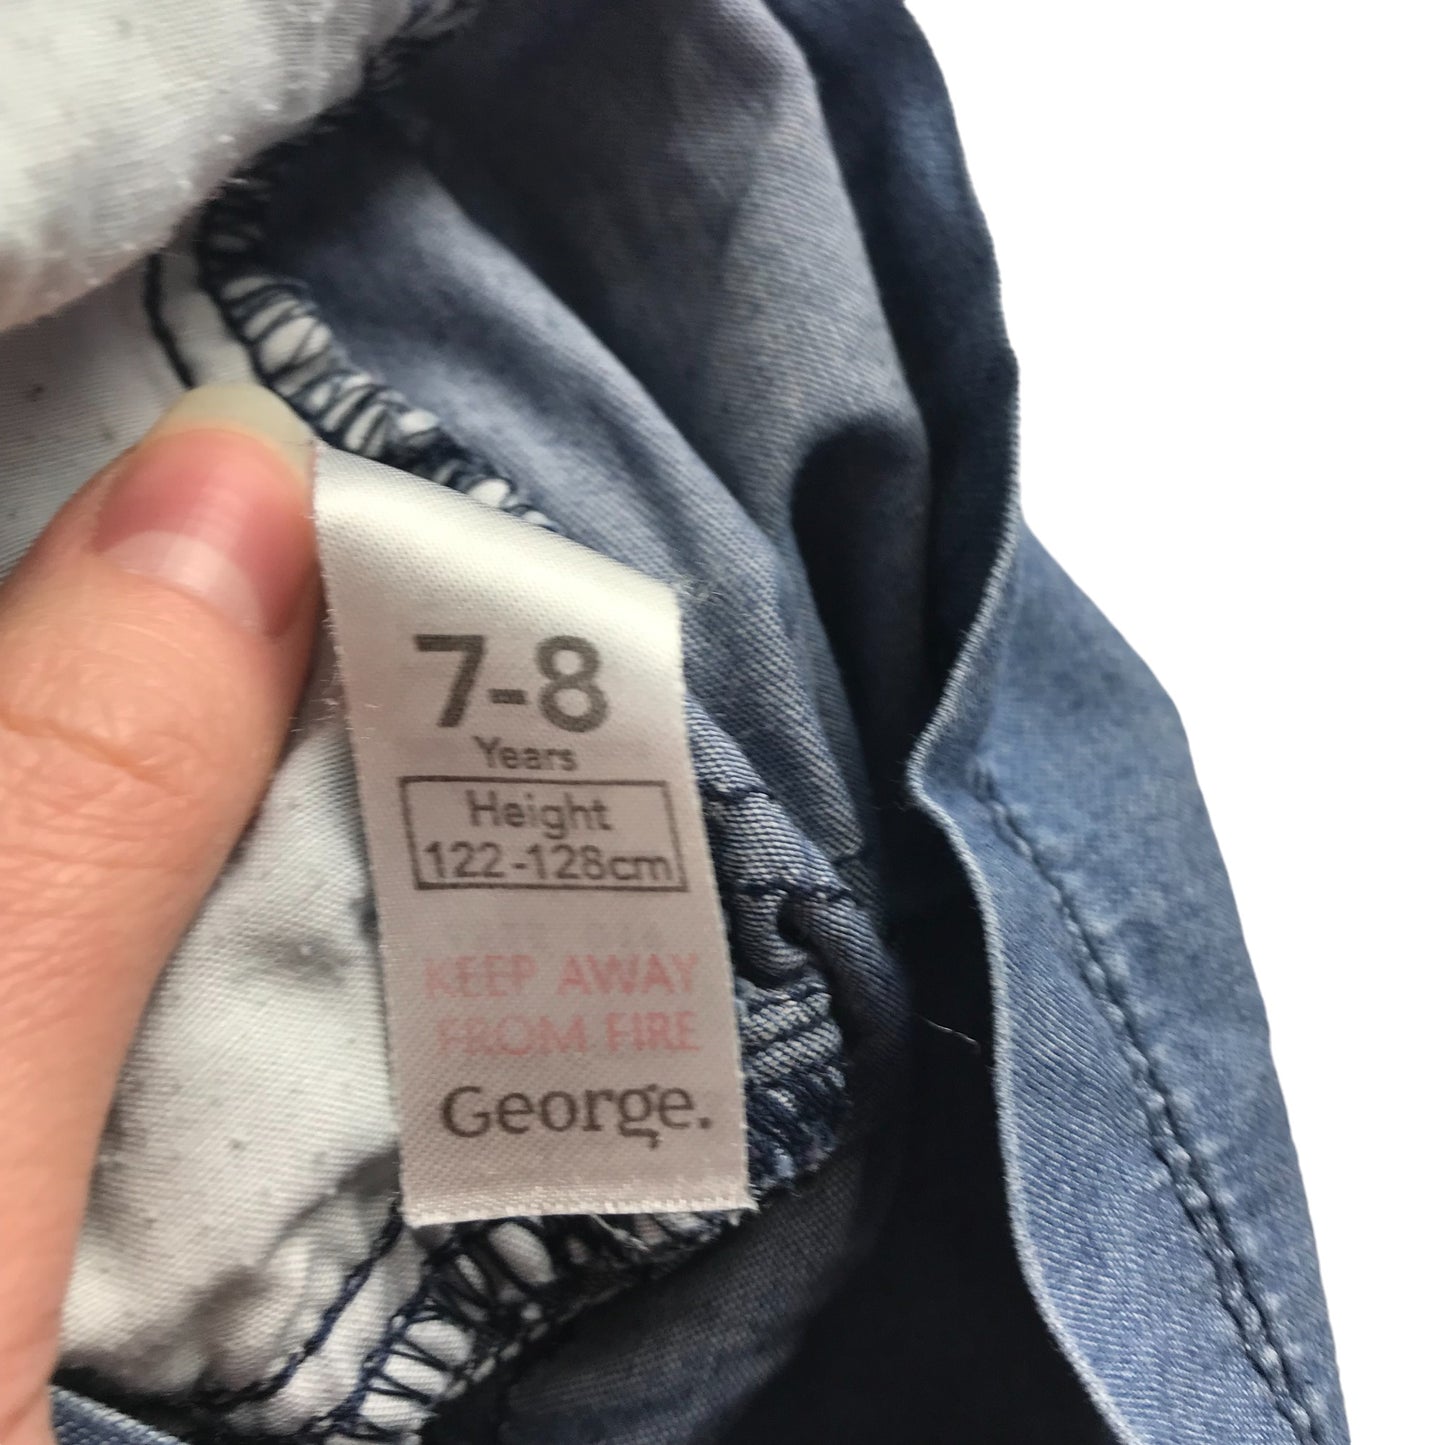 7-8
Years
Height
122-128cm
KEEP AWAY
FROM FIRE
George.